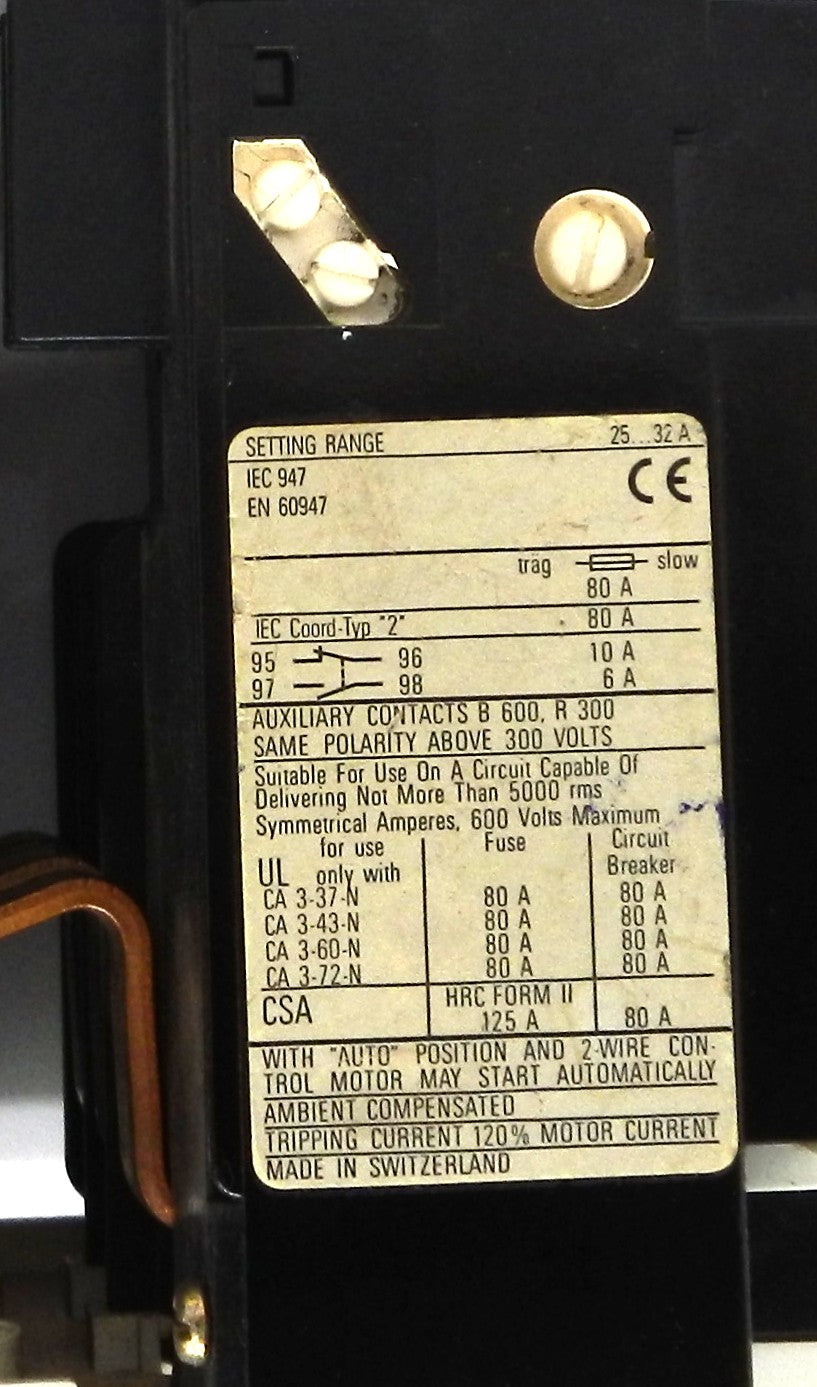 SETTING RANGE 25...32 A
IEC 947 CE
EN 60947
träg slow
80 A
IEC Coord-Typ "2" 80 A
95 96 10 A
97 98 6 A
AUXILIARY CONTACTS B 600, R 300
SAME POLARITY ABOVE 300 VOLTS
Suitable For Use On A Circuit Capable Of
Delivering Not More Than 5000 rms
Symmetrical Amperes, 600 Volts Maximum
for use Fuse Circuit
UL only with Breaker
CA 3-37-N 80 A 80 A
CA 3-43-N 80 A 80 A
CA 3-60-N 80 A 80 A
CA 3-72-N 80 A 80 A
CSA HRC FORM II
125 A 80 A
WITH "AUTO" POSITION AND 2-WIRE CON-
TROL MOTOR MAY START AUTOMATICALLY
AMBIENT COMPENSATED
TRIPPING CURRENT 120% MOTOR CURRENT
MADE IN SWITZERLAND